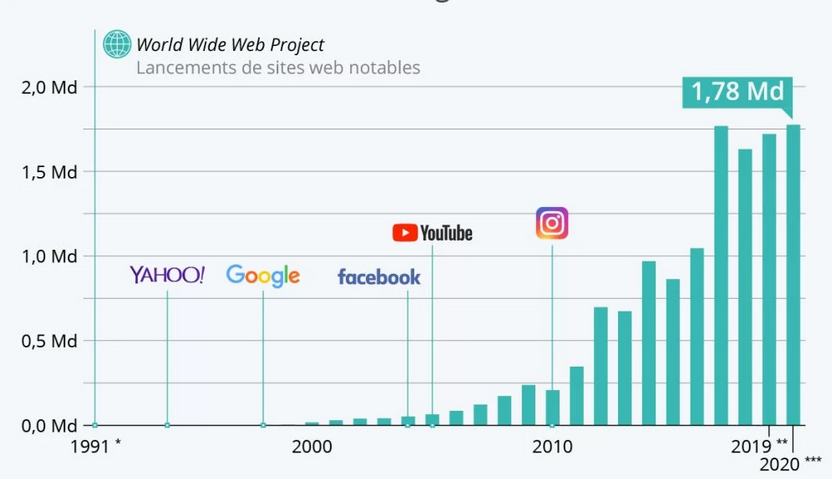 World Wide Web Project
Lancements de sites web notables
2,0 Md
1,78 Md
1,5 Md
YouTube
1,0 Md
YAHOO!
Google
facebook
0,5 Md
0,0 Md
1991 *
2000
2010
2019 **
2020 ***